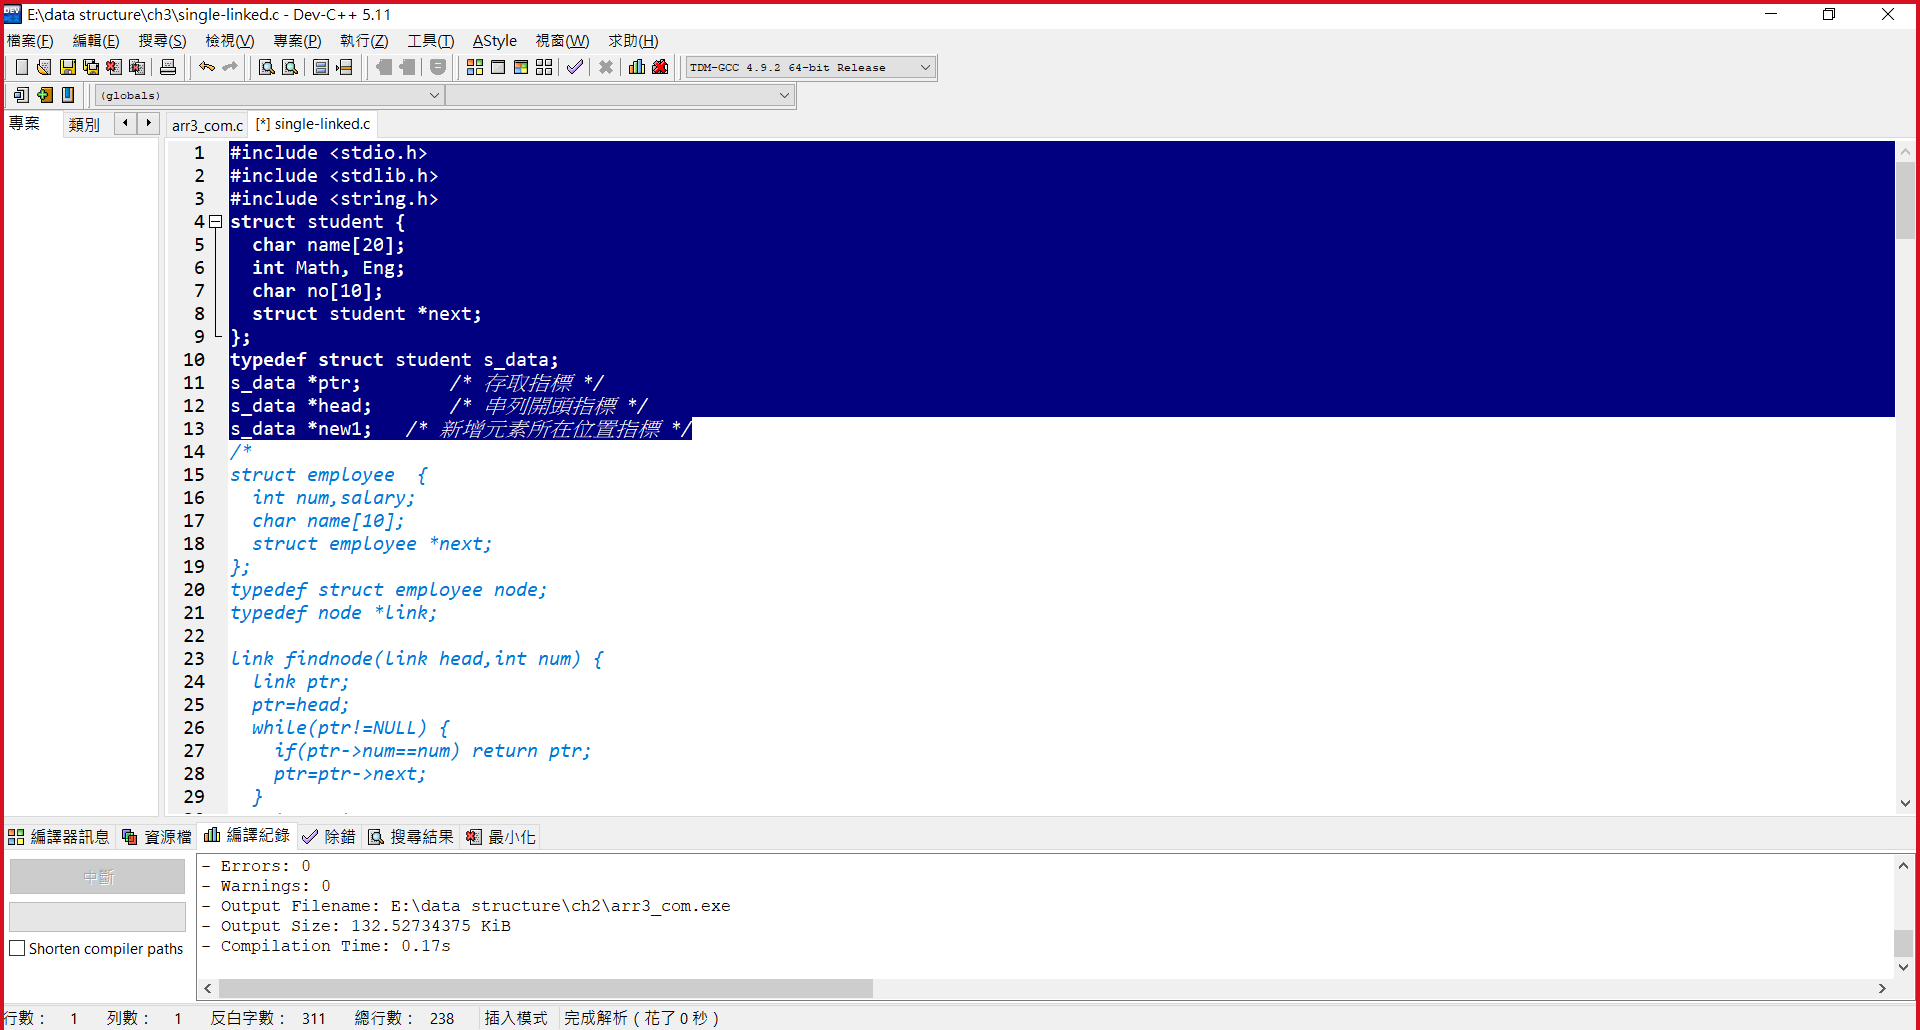 E:\data structure\ch3\single-linked.c - Dev-C++ 5.11
檔案(F) 編輯(E) 搜尋(S) 檢視(V) 專案(P) 執行(Z) 工具(T) AStyle 視窗(W) 求助(H)
TDM-GCC 4.9.2 64-bit Release
(globals)
專案 類別 arr3_com.c [*] single-linked.c
1 #include <stdio.h>
2 #include <stdlib.h>
3 #include <string.h>
4 struct student {
5 char name[20];
6 int Math, Eng;
7 char no[10];
8 struct student *next;
9 };
10 typedef struct student s_data;
11 s_data *ptr; /* 存取指標 */
12 s_data *head; /* 串列開頭指標 */
13 s_data *new1; /* 新增元素所在位置指標 */
14 /*
15 struct employee {
16 int num,salary;
17 char name[10];
18 struct employee *next;
19 };
20 typedef struct employee node;
21 typedef node *link;
22
23 link findnode(link head,int num) {
24 link ptr;
25 ptr=head;
26 while(ptr!=NULL) {
27 if(ptr->num==num) return ptr;
28 ptr=ptr->next;
29 }
編譯器訊息 資源檔 編譯紀錄 除錯 搜尋結果 最小化
中斷
Shorten compiler paths
- Errors: 0
- Warnings: 0
- Output Filename: E:\data structure\ch2\arr3_com.exe
- Output Size: 132.52734375 KiB
- Compilation Time: 0.17s
行數： 1 列數： 1 反白字數： 311 總行數： 238 插入模式 完成解析 ( 花了 0 秒 )